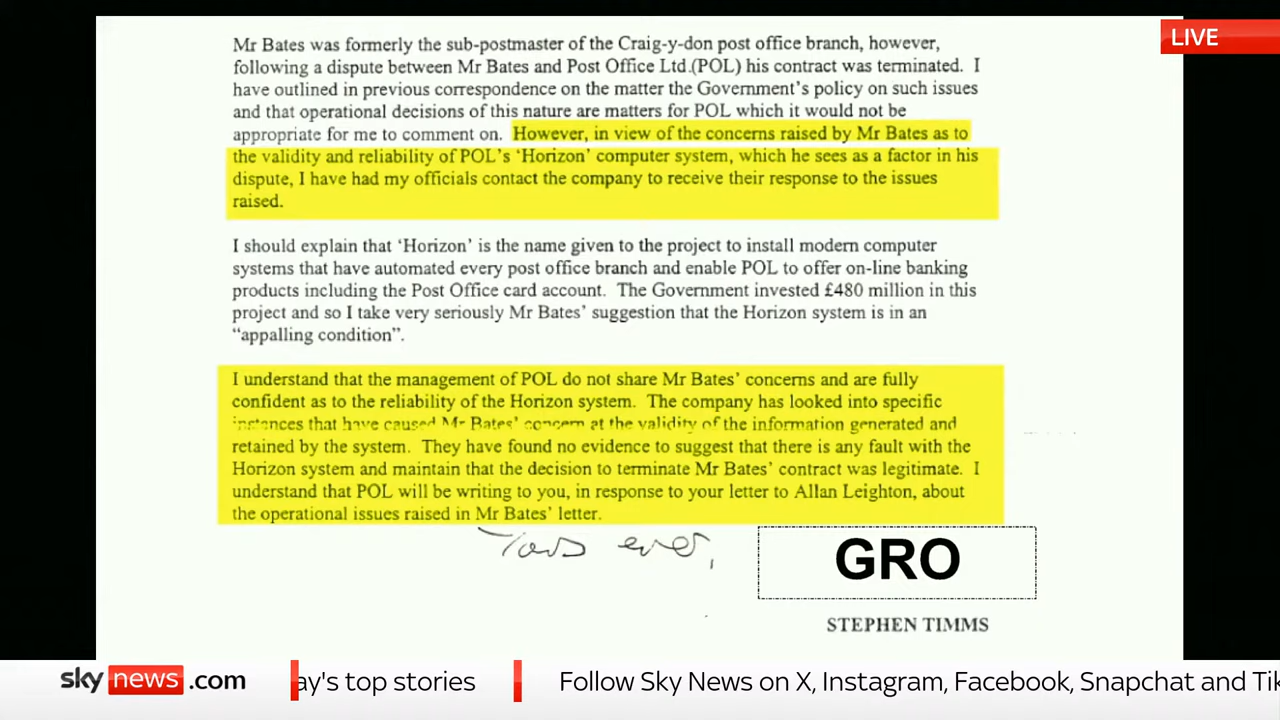 LIVE
Mr Bates was formerly the sub-postmaster of the Craig-y-don post office branch, however,
following a dispute between Mr Bates and Post Office Ltd.(POL) his contract was terminated. I
have outlined in previous correspondence on the matter the Government's policy on such issues
and that operational decisions of this nature are matters for POL which it would not be
appropriate for me to comment on. However, in view of the concerns raised by Mr Bates as to
the validity and reliability of POL's 'Horizon' computer system, which he sees as a factor in his
dispute, I have had my officials contact the company to receive their response to the issues
raised.
I should explain that 'Horizon' is the name given to the project to install modern computer
systems that have automated every post office branch and enable POL to offer on-line banking
products including the Post Office card account. The Government invested £480 million in this
project and so I take very seriously Mr Bates' suggestion that the Horizon system is in an
"appalling condition".
I understand that the management of POL do not share Mr Bates' concerns and are fully
confident as to the reliability of the Horizon system. The company has looked into specific
instances that have caused Mr Bates' concern at the validity of the information generated and
retained by the system. They have found no evidence to suggest that there is any fault with the
Horizon system and maintain that the decision to terminate Mr Bates' contract was legitimate. I
understand that POL will be writing to you, in response to your letter to Allan Leighton, about
the operational issues raised in Mr Bates' letter.
Yours ever,
GRO
STEPHEN TIMMS
sky news .com ay's top stories Follow Sky News on X, Instagram, Facebook, Snapchat and Tik